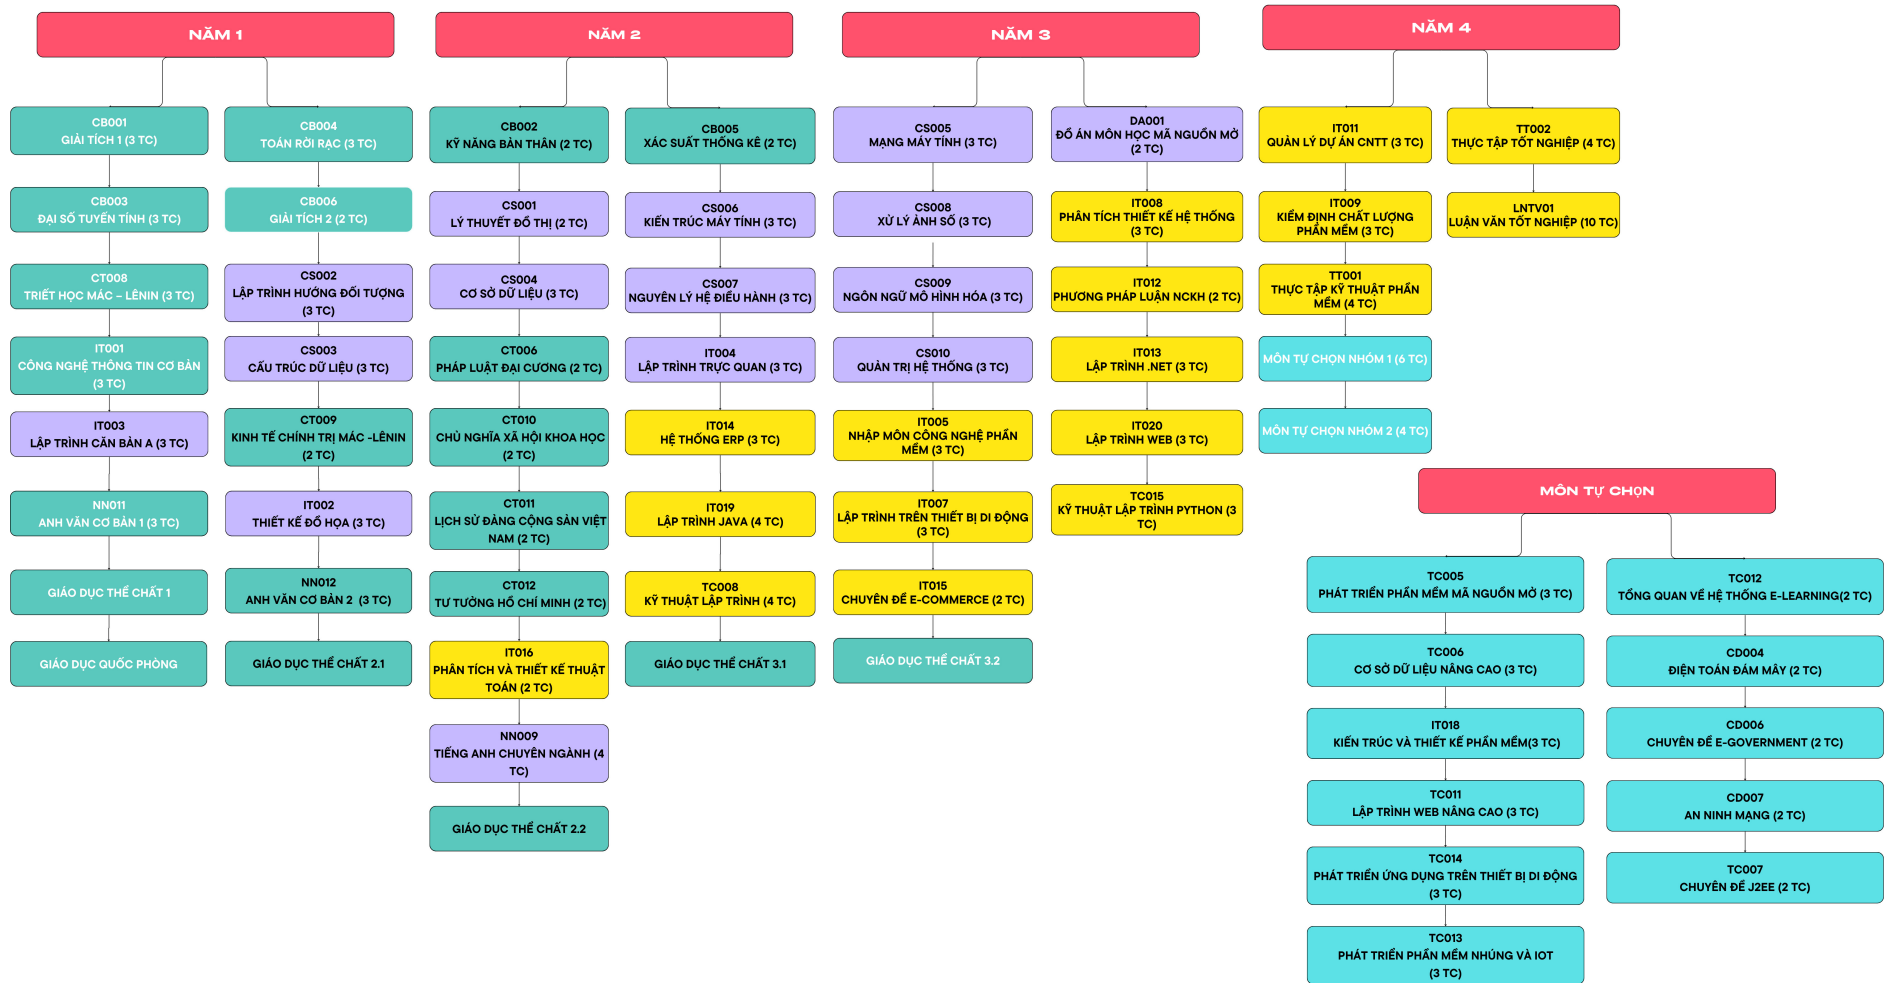 NĂM 1
CB001
GIẢI TÍCH 1 (3 TC)
CB003
ĐẠI SỐ TUYẾN TÍNH (3 TC)
CT008
TRIẾT HỌC MÁC – LÊNIN (3 TC)
IT001
CÔNG NGHỆ THÔNG TIN CƠ BẢN
(3 TC)
IT003
LẬP TRÌNH CĂN BẢN A (3 TC)
NN011
ANH VĂN CƠ BẢN 1 (3 TC)
GIÁO DỤC THỂ CHẤT 1
GIÁO DỤC QUỐC PHÒNG
CB004
TOÁN RỜI RẠC (3 TC)
CB006
GIẢI TÍCH 2 (2 TC)
CS002
LẬP TRÌNH HƯỚNG ĐỐI TƯỢNG
(3 TC)
CS003
CẤU TRÚC DỮ LIỆU (3 TC)
CT009
KINH TẾ CHÍNH TRỊ MÁC -LÊNIN
(2 TC)
IT002
THIẾT KẾ ĐỒ HỌA (3 TC)
NN012
ANH VĂN CƠ BẢN 2 (3 TC)
GIÁO DỤC THỂ CHẤT 2.1
NĂM 2
CB002
KỸ NĂNG BẢN THÂN (2 TC)
CS001
LÝ THUYẾT ĐỒ THỊ (2 TC)
CS004
CƠ SỞ DỮ LIỆU (3 TC)
CT006
PHÁP LUẬT ĐẠI CƯƠNG (2 TC)
CT010
CHỦ NGHĨA XÃ HỘI KHOA HỌC
(2 TC)
CT011
LỊCH SỬ ĐẢNG CỘNG SẢN VIỆT
NAM (2 TC)
CT012
TƯ TƯỞNG HỒ CHÍ MINH (2 TC)
IT016
PHÂN TÍCH VÀ THIẾT KẾ THUẬT
TOÁN (2 TC)
NN009
TIẾNG ANH CHUYÊN NGÀNH (4
TC)
GIÁO DỤC THỂ CHẤT 2.2
CB005
XÁC SUẤT THỐNG KÊ (2 TC)
CS006
KIẾN TRÚC MÁY TÍNH (3 TC)
CS007
NGUYÊN LÝ HỆ ĐIỀU HÀNH (3 TC)
IT004
LẬP TRÌNH TRỰC QUAN (3 TC)
IT014
HỆ THỐNG ERP (3 TC)
IT019
LẬP TRÌNH JAVA (4 TC)
TC008
KỸ THUẬT LẬP TRÌNH (4 TC)
GIÁO DỤC THỂ CHẤT 3.1
NĂM 3
CS005
MẠNG MÁY TÍNH (3 TC)
CS008
XỬ LÝ ẢNH SỐ (3 TC)
CS009
NGÔN NGỮ MÔ HÌNH HÓA (3 TC)
CS010
QUẢN TRỊ HỆ THỐNG (3 TC)
IT005
NHẬP MÔN CÔNG NGHỆ PHẦN
MỀM (3 TC)
IT007
LẬP TRÌNH TRÊN THIẾT BỊ DI ĐỘNG
(3 TC)
IT015
CHUYÊN ĐỀ E-COMMERCE (2 TC)
GIÁO DỤC THỂ CHẤT 3.2
DA001
ĐỒ ÁN MÔN HỌC MÃ NGUỒN MỞ
(2 TC)
IT008
PHÂN TÍCH THIẾT KẾ HỆ THỐNG
(3 TC)
IT012
PHƯƠNG PHÁP LUẬN NCKH (2 TC)
IT013
LẬP TRÌNH .NET (3 TC)
IT020
LẬP TRÌNH WEB (3 TC)
TC015
KỸ THUẬT LẬP TRÌNH PYTHON (3
TC)
NĂM 4
IT011
QUẢN LÝ DỰ ÁN CNTT (3 TC)
IT009
KIỂM ĐỊNH CHẤT LƯỢNG
PHẦN MỀM (3 TC)
TT001
THỰC TẬP KỸ THUẬT PHẦN
MỀM (4 TC)
MÔN TỰ CHỌN NHÓM 1 (6 TC)
MÔN TỰ CHỌN NHÓM 2 (4 TC)
TT002
THỰC TẬP TỐT NGHIỆP (4 TC)
LNTV01
LUẬN VĂN TỐT NGHIỆP (10 TC)
MÔN TỰ CHỌN
TC005
PHÁT TRIỂN PHẦN MỀM MÃ NGUỒN MỞ (3 TC)
TC006
CƠ SỞ DỮ LIỆU NÂNG CAO (3 TC)
IT018
KIẾN TRÚC VÀ THIẾT KẾ PHẦN MỀM(3 TC)
TC011
LẬP TRÌNH WEB NÂNG CAO (3 TC)
TC014
PHÁT TRIỂN ỨNG DỤNG TRÊN THIẾT BỊ DI ĐỘNG
(3 TC)
TC013
PHÁT TRIỂN PHẦN MỀM NHÚNG VÀ IOT
(3 TC)
TC012
TỔNG QUAN VỀ HỆ THỐNG E-LEARNING(2 TC)
CD004
ĐIỆN TOÁN ĐÁM MÂY (2 TC)
CD006
CHUYÊN ĐỀ E-GOVERNMENT (2 TC)
CD007
AN NINH MẠNG (2 TC)
TC007
CHUYÊN ĐỀ J2EE (2 TC)